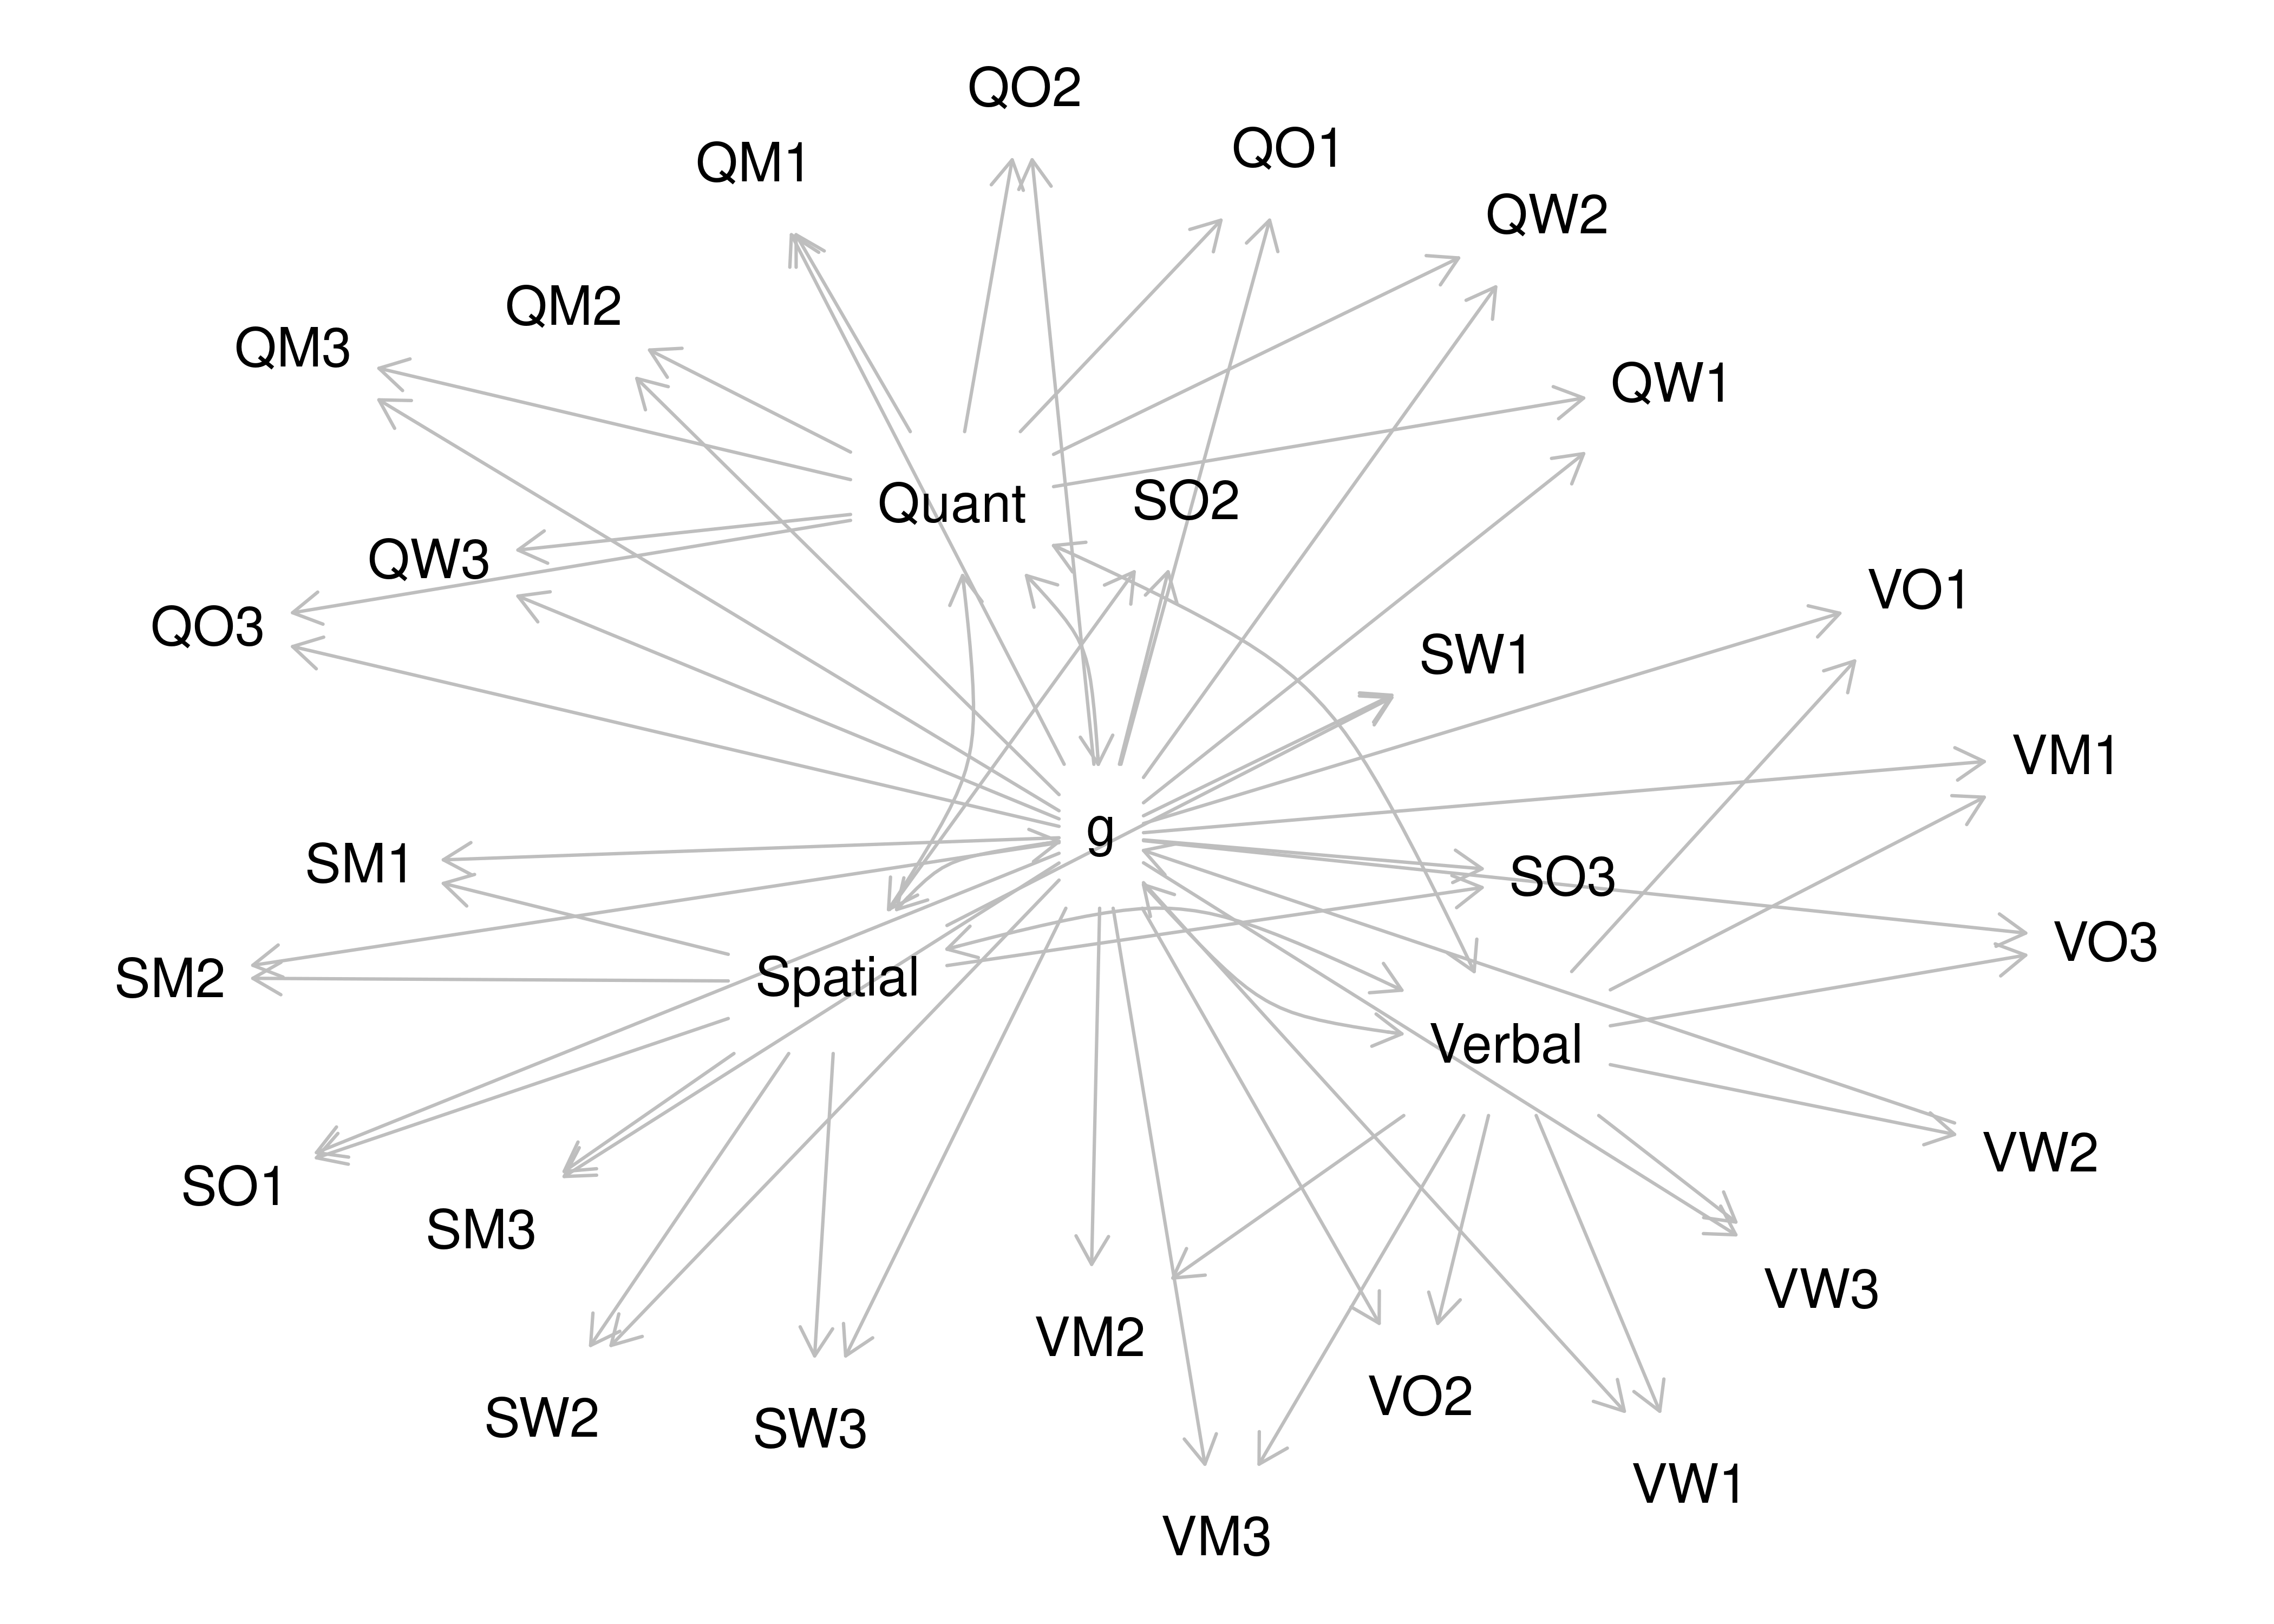 QO2
QO1
QM1
QW2
QM2
QM3
QW1
Quant
SO2
QW3
VO1
QO3
SW1
VM1
g
SM1
SO3
VO3
SM2
Spatial
Verbal
VW2
SO1
SM3
VW3
VM2
VO2
SW2
SW3
VW1
VM3